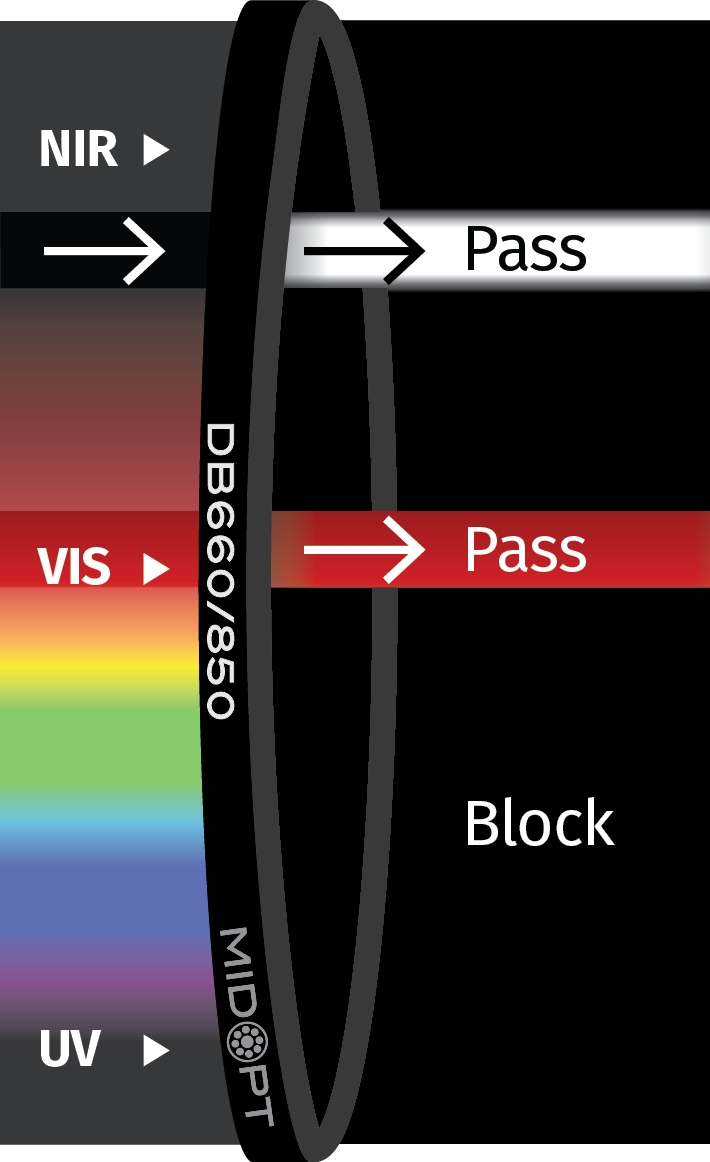 NIR
Pass
DB660/850
VIS
Pass
Block
MIDOPT
UV